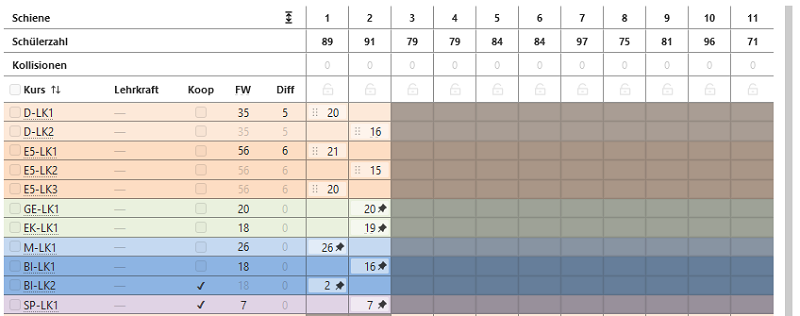 Schiene 1 2 3 4 5 6 7 8 9 10 11
Schülerzahl 89 91 79 79 84 84 97 75 81 96 71
Kollisionen 0 0 0 0 0 0 0 0 0 0 0
Kurs Lehrkraft Koop FW Diff
D-LK1 — 35 5 20
D-LK2 — 35 5 16
E5-LK1 — 56 6 21
E5-LK2 — 56 6 15
E5-LK3 — 56 6 20
GE-LK1 — 20 0 20
EK-LK1 — 18 0 19
M-LK1 — 26 0 26
BI-LK1 — 18 0 16
BI-LK2 — ✓ 18 0 2
SP-LK1 — ✓ 7 0 7